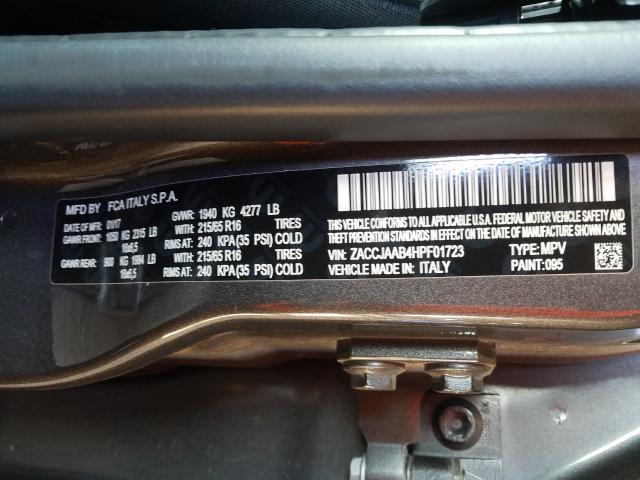 MFD BY FCA ITALY S.P.A.
DATE OF MFD: 01/17 GVWR: 1940 KG 4277 LB
GAWR FRONT: 1050 KG 2315 LB WITH: 215/65 R16 TIRES
16x6.5 RIMS AT: 240 KPA(35 PSI) COLD
GAWR REAR: 900 KG 1984 LB WITH: 215/65 R16 TIRES
16x6.5 RIMS AT: 240 KPA(35 PSI) COLD
THIS VEHICLE CONFORMS TO ALL APPLICABLE U.S.A. FEDERAL MOTOR VEHICLE SAFETY AND
THEFT PREVENTION STANDARDS IN EFFECT ON THE DATE OF MANUFACTURE SHOWN ABOVE
VIN: ZACCJAAB4HPF01723 TYPE: MPV
VEHICLE MADE IN: ITALY PAINT: 095